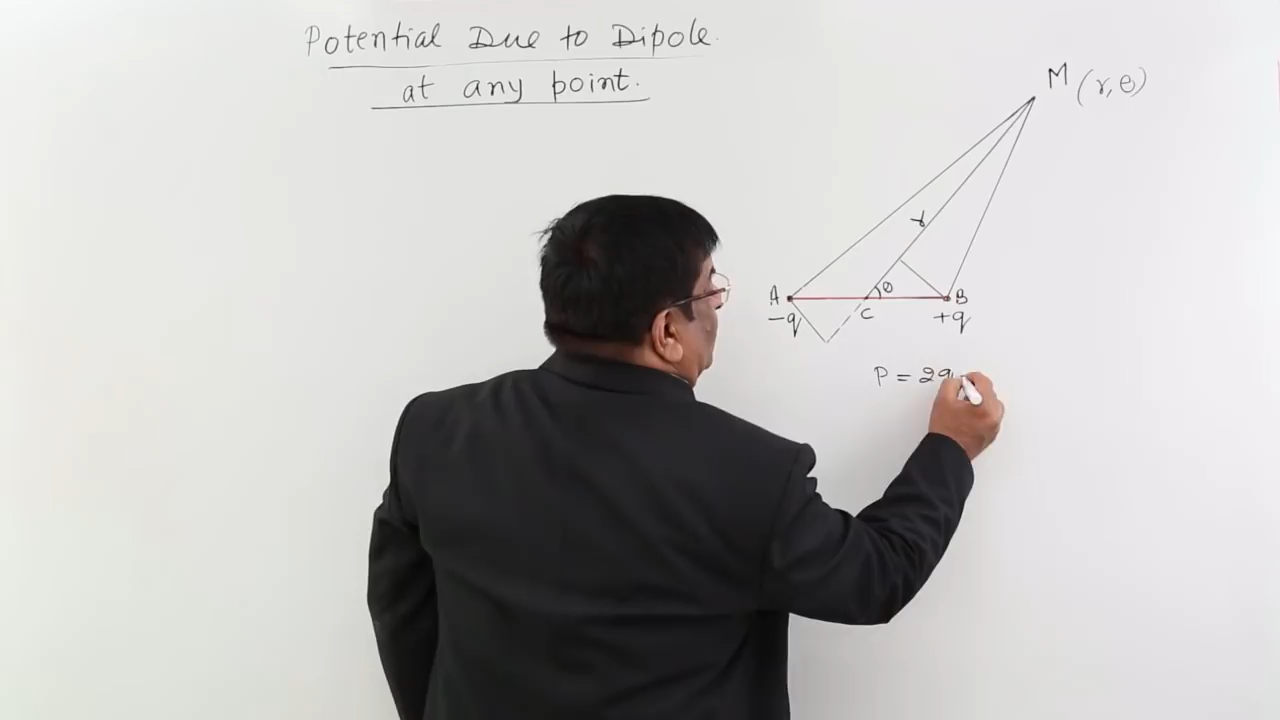 Potential Due to Dipole.
at any point.
M (r, θ)
r
A
θ
B
-q
C
+q
P = 2q